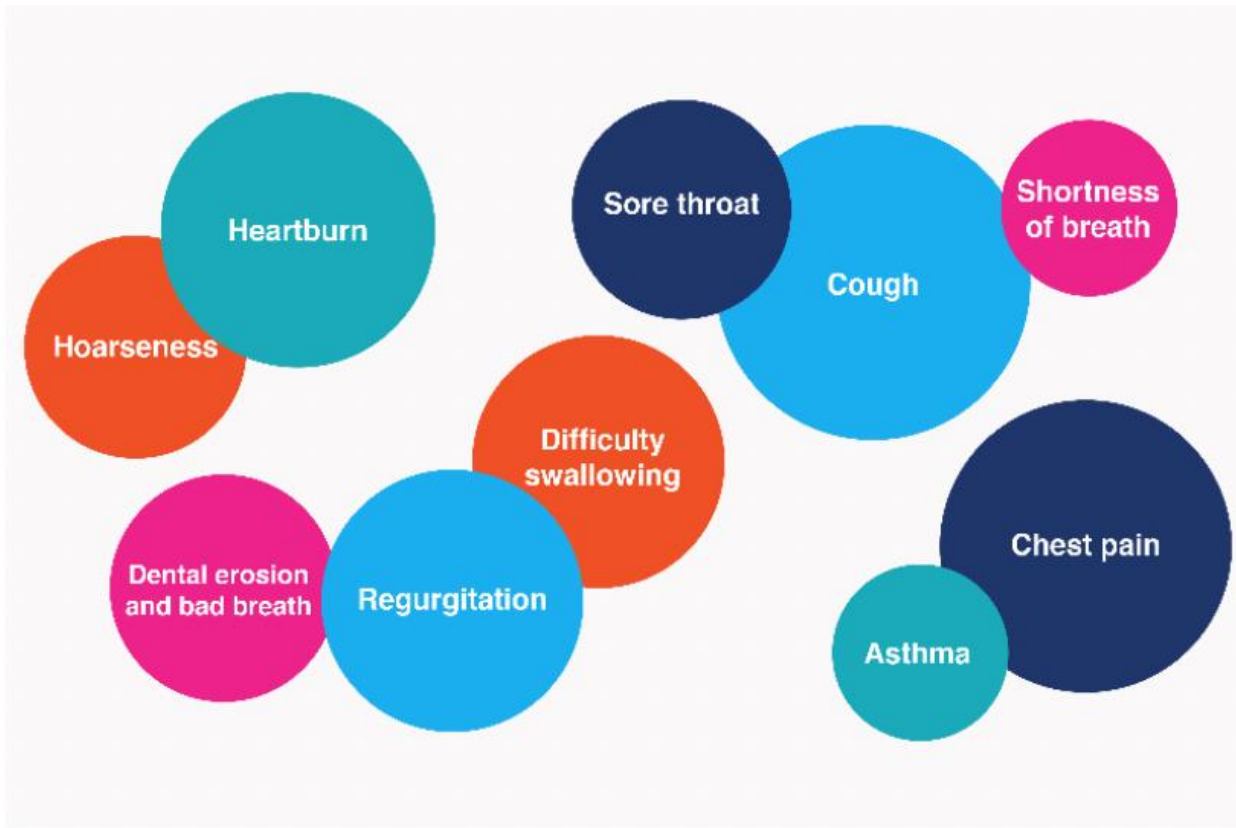 Heartburn
Hoarseness
Sore throat
Cough
Shortness
of breath
Difficulty
swallowing
Dental erosion
and bad breath
Regurgitation
Chest pain
Asthma